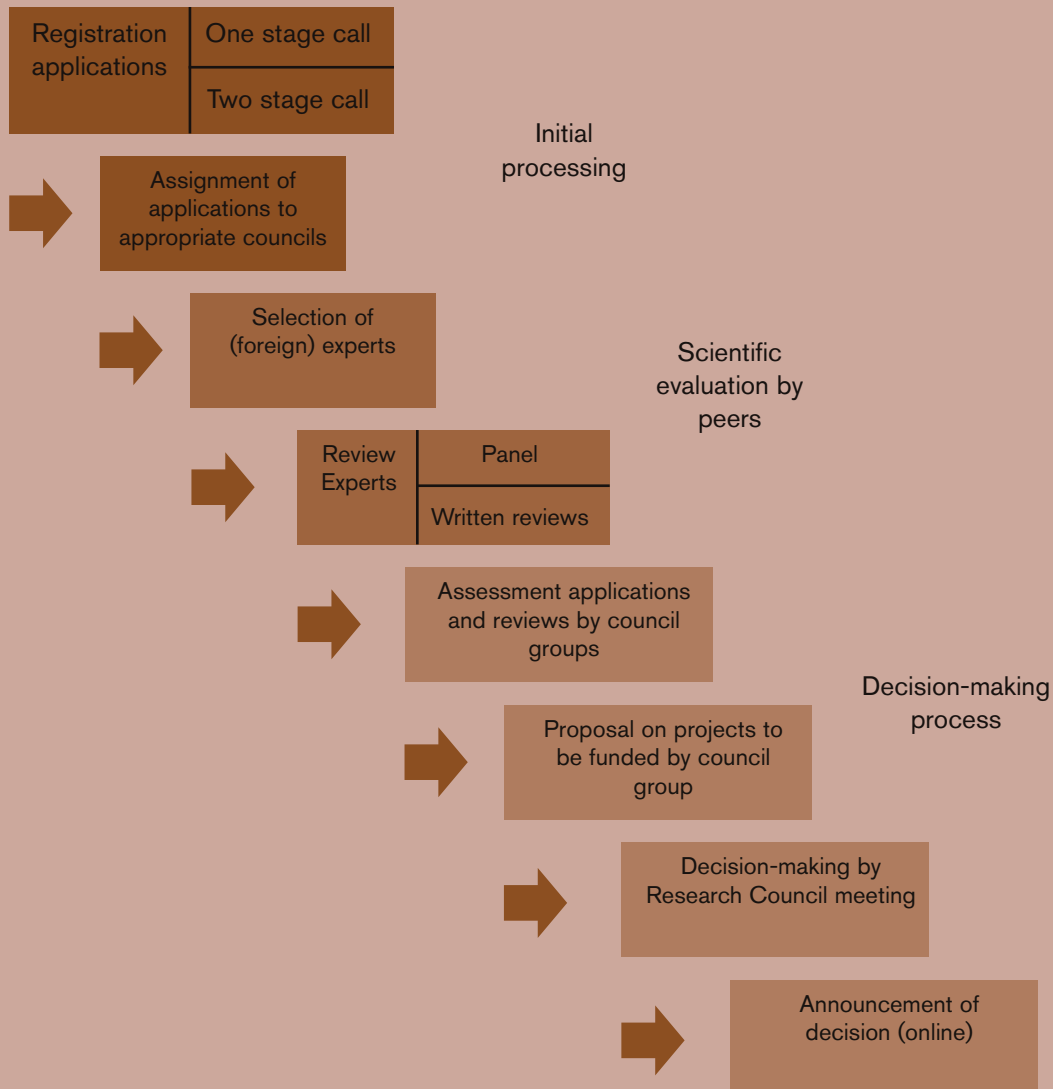 Registration
applications
One stage call
Two stage call
Initial
processing
Assignment of
applications to
appropriate councils
Selection of
(foreign) experts
Scientific
evaluation by
peers
Review
Experts
Panel
Written reviews
Assessment applications
and reviews by council
groups
Decision-making
process
Proposal on projects to
be funded by council
group
Decision-making by
Research Council meeting
Announcement of
decision (online)